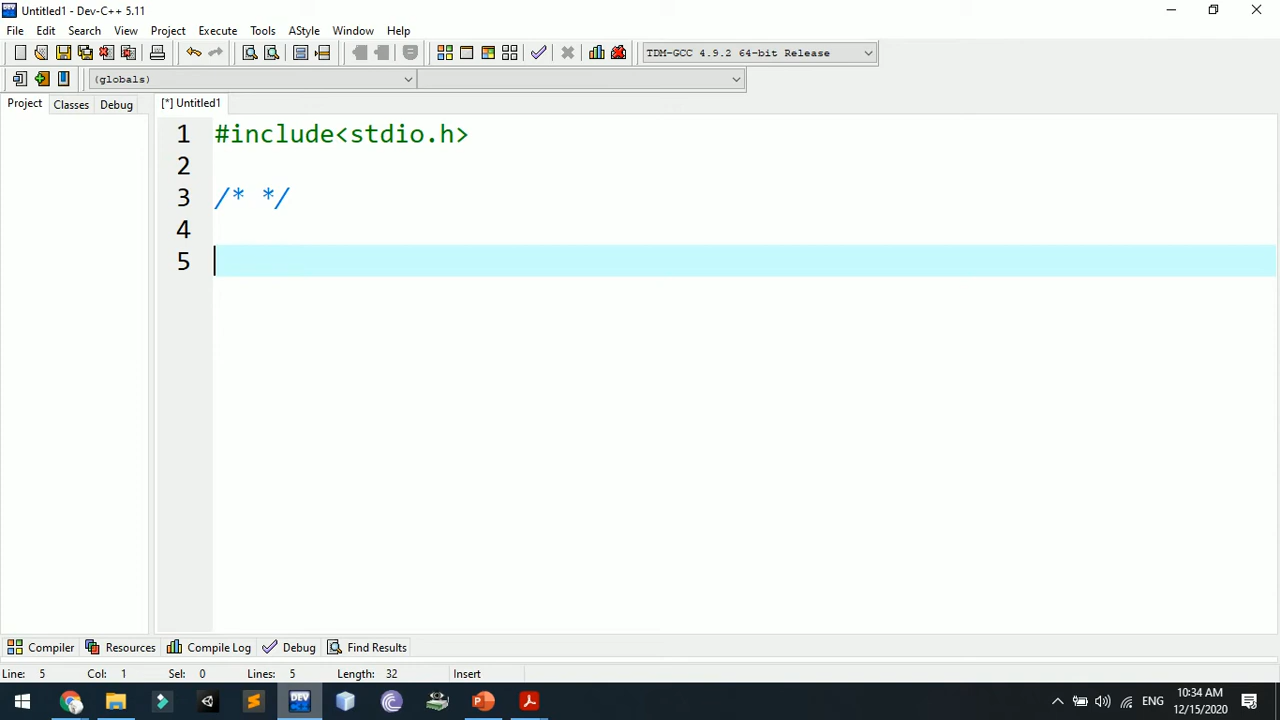 Untitled1 - Dev-C++ 5.11
File Edit Search View Project Execute Tools AStyle Window Help
TDM-GCC 4.9.2 64-bit Release
(globals)
Project Classes Debug [*] Untitled1
1 #include<stdio.h>
2
3 /* */
4
5
Compiler Resources Compile Log Debug Find Results
Line: 5 Col: 1 Sel: 0 Lines: 5 Length: 32 Insert
DEV
ENG
10:34 AM
12/15/2020